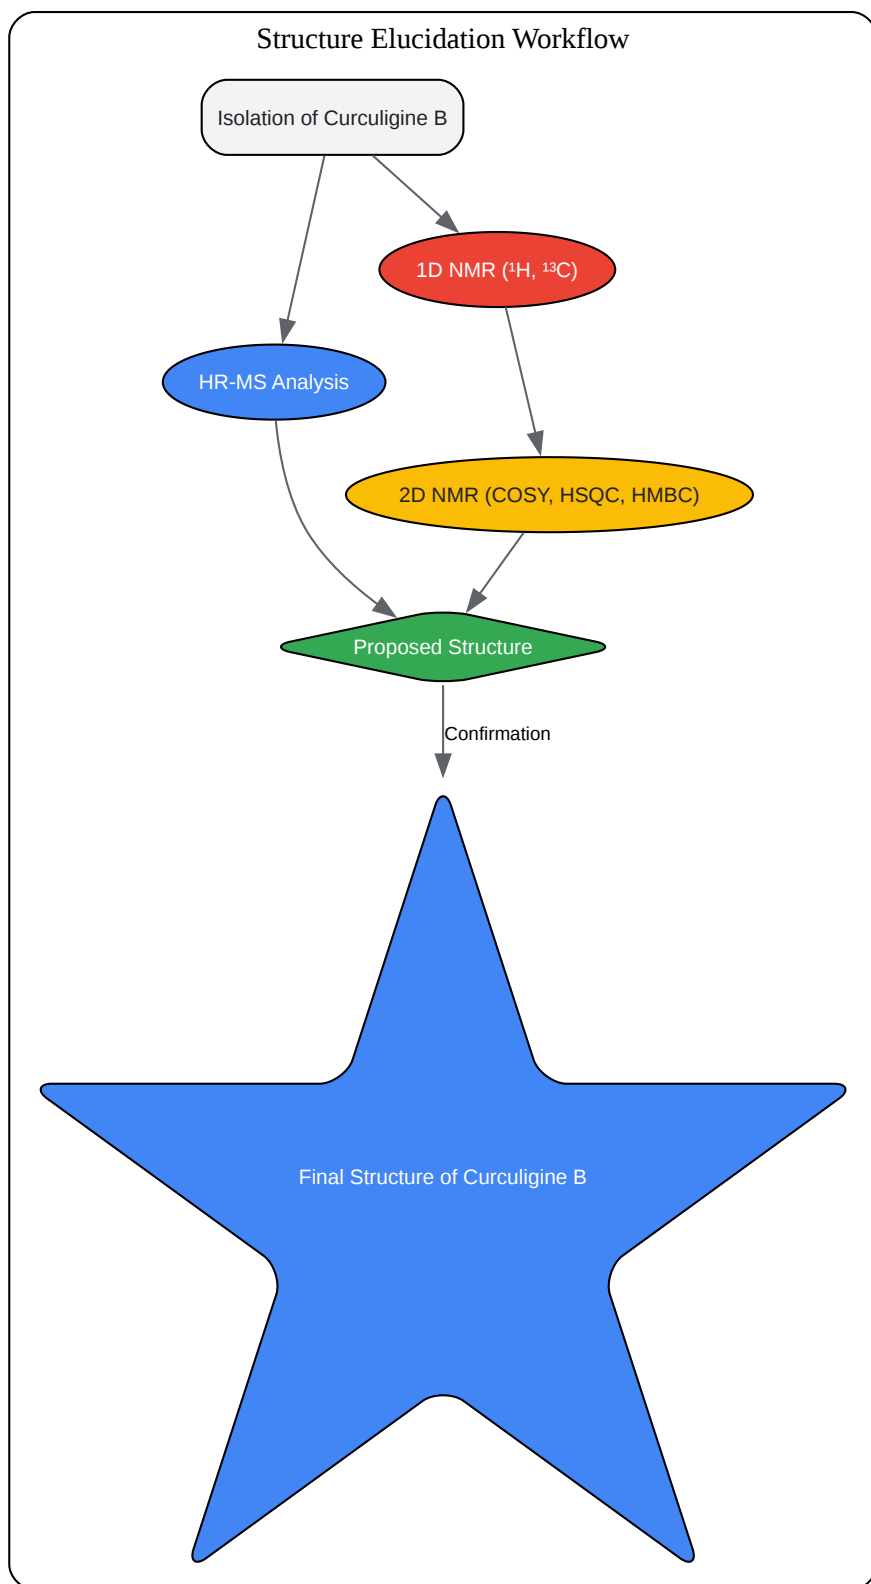 Structure Elucidation Workflow
Isolation of Curculigine B
1D NMR (¹H, ¹³C)
HR-MS Analysis
2D NMR (COSY, HSQC, HMBC)
Proposed Structure
Confirmation
Final Structure of Curculigine B